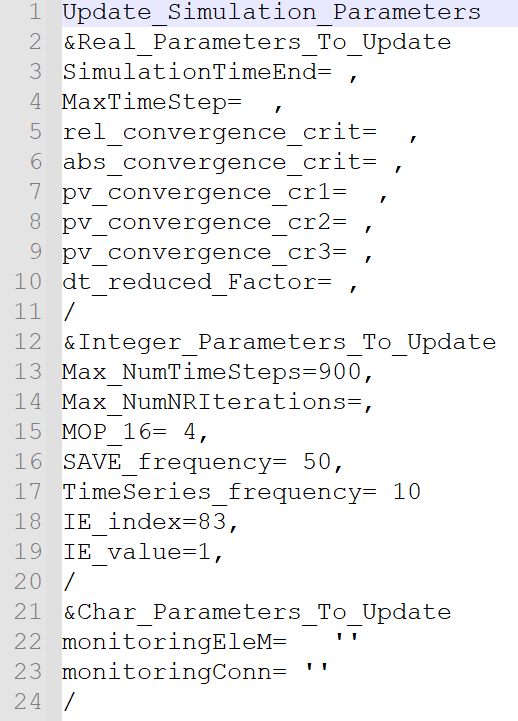 1 Update_Simulation_Parameters
2 &Real_Parameters_To_Update
3 SimulationTimeEnd= ,
4 MaxTimeStep=  ,
5 rel_convergence_crit=  ,
6 abs_convergence_crit= ,
7 pv_convergence_cr1=  ,
8 pv_convergence_cr2= ,
9 pv_convergence_cr3= ,
10 dt_reduced_Factor= ,
11 /
12 &Integer_Parameters_To_Update
13 Max_NumTimeSteps=900,
14 Max_NumNRIterations=,
15 MOP_16= 4,
16 SAVE_frequency= 50,
17 TimeSeries_frequency= 10
18 IE_index=83,
19 IE_value=1,
20 /
21 &Char_Parameters_To_Update
22 monitoringEleM=   ''
23 monitoringConn= ''
24 /